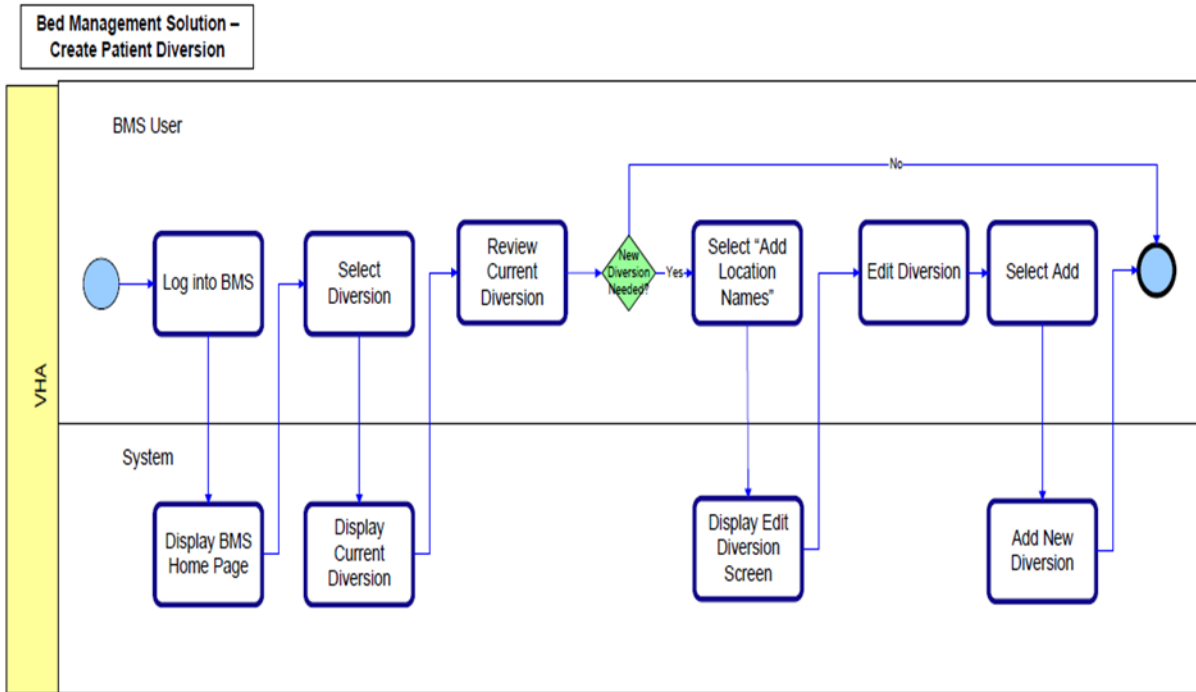 Bed Management Solution –
Create Patient Diversion
VHA
BMS User
Log into BMS
Select
Diversion
Review
Current
Diversion
New
Diversion
Needed?
Yes
No
Select “Add
Location
Names”
Edit Diversion
Select Add
System
Display BMS
Home Page
Display
Current
Diversion
Display Edit
Diversion
Screen
Add New
Diversion